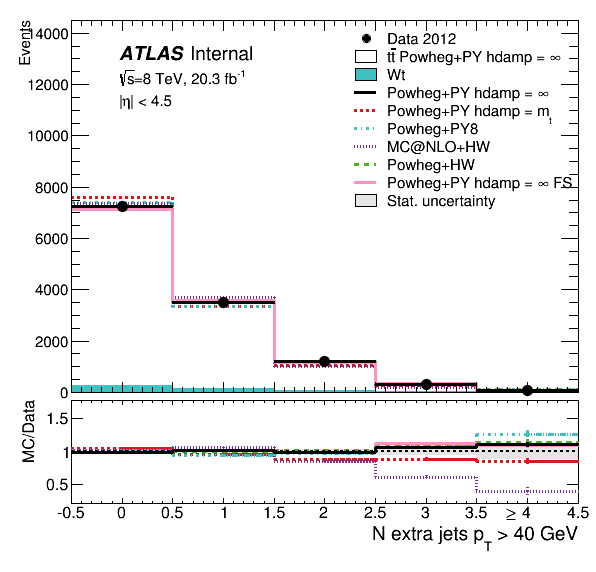 Events
14000
12000
10000
8000
6000
4000
2000
0
ATLAS Internal
√s=8 TeV, 20.3 fb⁻¹
|η| < 4.5
Data 2012
tt̄ Powheg+PY hdamp = ∞
Wt
Powheg+PY hdamp = ∞
Powheg+PY hdamp = mₜ
Powheg+PY8
MC@NLO+HW
Powheg+HW
Powheg+PY hdamp = ∞ FS
Stat. uncertainty
MC/Data
1.5
1
0.5
-0.5 0 0.5 1 1.5 2 2.5 3 3.5 ≥ 4 4.5
N extra jets p_T > 40 GeV